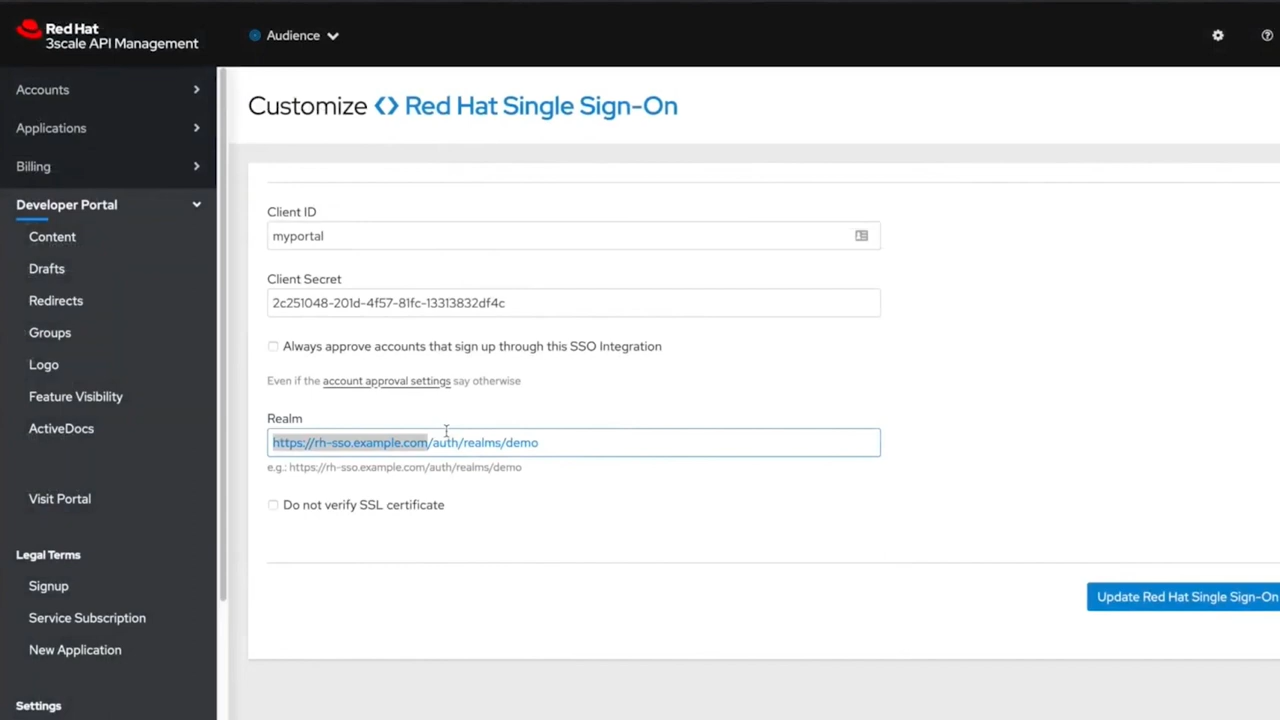 Red Hat
3scale API Management
Audience
Accounts
Applications
Billing
Developer Portal
Content
Drafts
Redirects
Groups
Logo
Feature Visibility
ActiveDocs
Visit Portal
Legal Terms
Signup
Service Subscription
New Application
Settings
Customize <> Red Hat Single Sign-On
Client ID
myportal
Client Secret
2c251048-201d-4f57-81fc-13313832df4c
Always approve accounts that sign up through this SSO Integration
Even if the account approval settings say otherwise
Realm
https://rh-sso.example.com/auth/realms/demo
e.g.: https://rh-sso.example.com/auth/realms/demo
Do not verify SSL certificate
Update Red Hat Single Sign-On